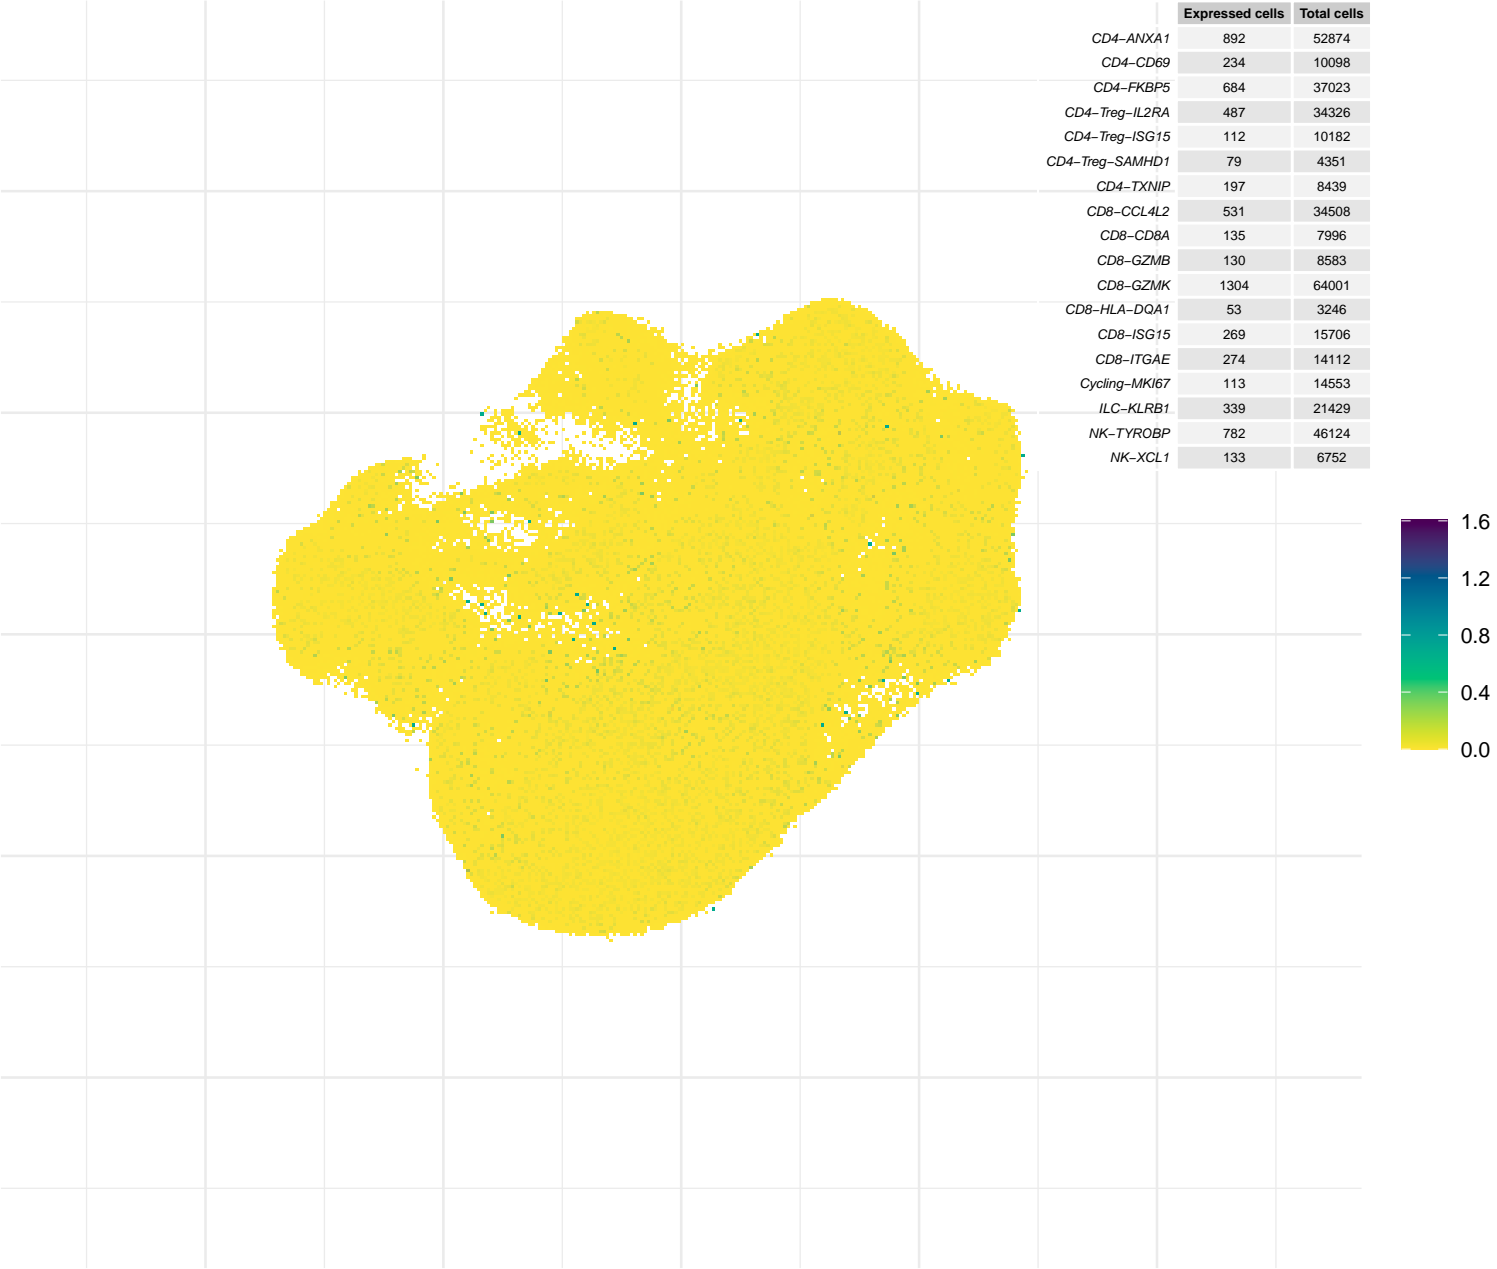 Expressed cells Total cells
CD4−ANXA1 892 52874
CD4−CD69 234 10098
CD4−FKBP5 684 37023
CD4−Treg−IL2RA 487 34326
CD4−Treg−ISG15 112 10182
CD4−Treg−SAMHD1 79 4351
CD4−TXNIP 197 8439
CD8−CCL4L2 531 34508
CD8−CD8A 135 7996
CD8−GZMB 130 8583
CD8−GZMK 1304 64001
CD8−HLA−DQA1 53 3246
CD8−ISG15 269 15706
CD8−ITGAE 274 14112
Cycling−MKI67 113 14553
ILC−KLRB1 339 21429
NK−TYROBP 782 46124
NK−XCL1 133 6752
1.6
1.2
0.8
0.4
0.0